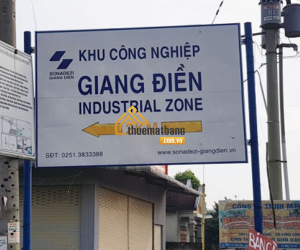 SONADEZI
GIANG DIEN
KHU CÔNG NGHIỆP
GIANG ĐIỀN
INDUSTRIAL ZONE
thuematbang
.COM.VN
SĐT: 0251.3833388
www.sonadezi-giangdien.vn